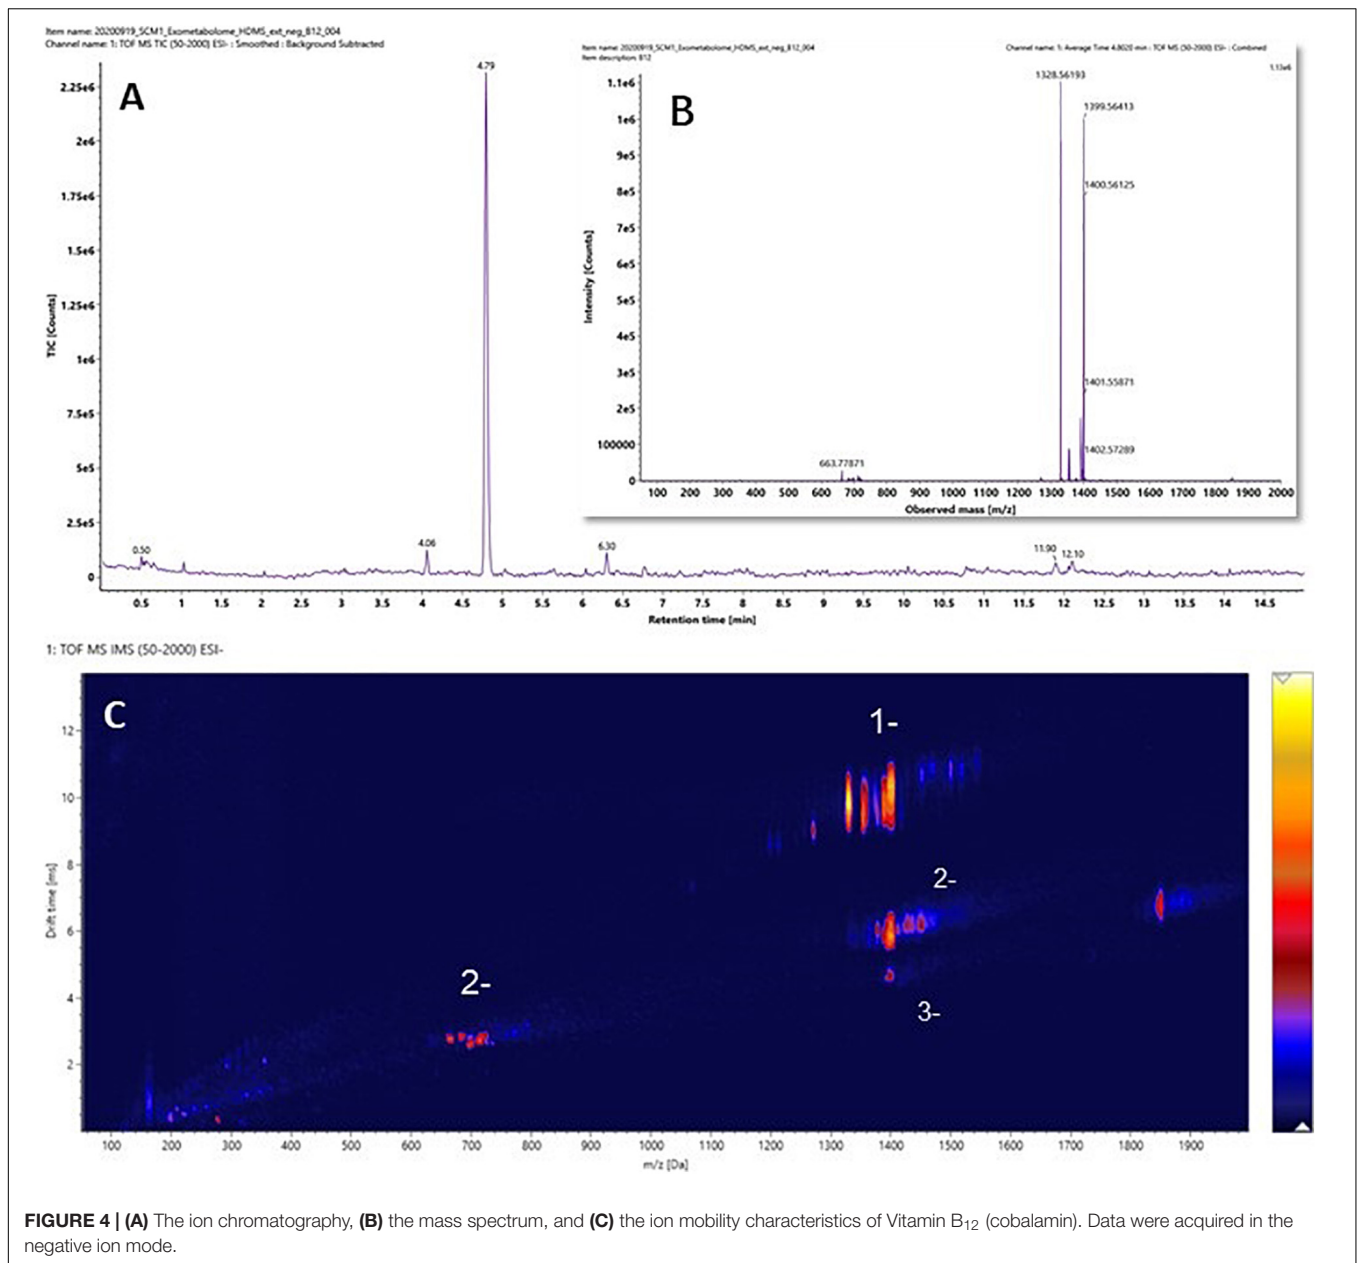 Item name: 20200919_SCM1_Exometabolome_HDMS_ext_neg_B12_004
Channel name: 1: TOF MS TIC (50-2000) ESI- : Smoothed : Background Subtracted
A
TIC [Counts]
2.25e6
2e6
1.75e6
1.5e6
1.25e6
1e6
7.5e5
5e5
2.5e5
0
0.50
4.06
4.79
6.30
11.90
12.10
0.5 1 1.5 2 2.5 3 3.5 4 4.5 5 5.5 6 6.5 7 7.5 8 8.5 9 9.5 10 10.5 11 11.5 12 12.5 13 13.5 14 14.5
Retention time [min]
Item name: 20200919_SCM1_Exometabolome_HDMS_ext_neg_B12_004
Channel name: 1: Average Time 4.8020 min : TOF MS (50-2000) ESI- : Combined
Item description: B12
1.13e6
B
Intensity [Counts]
1.1e6
1e6
9e5
8e5
7e5
6e5
5e5
4e5
3e5
2e5
100000
0
1328.56193
1399.56413
1400.56125
1401.55871
1402.57289
663.77871
100 200 300 400 500 600 700 800 900 1000 1100 1200 1300 1400 1500 1600 1700 1800 1900 2000
Observed mass [m/z]
1: TOF MS IMS (50-2000) ESI-
C
Drift time [ms]
12
10
8
6
4
2
1-
2-
2-
3-
100 200 300 400 500 600 700 800 900 1000 1100 1200 1300 1400 1500 1600 1700 1800 1900
m/z [Da]
FIGURE 4 | (A) The ion chromatography, (B) the mass spectrum, and (C) the ion mobility characteristics of Vitamin B12 (cobalamin). Data were acquired in the
negative ion mode.